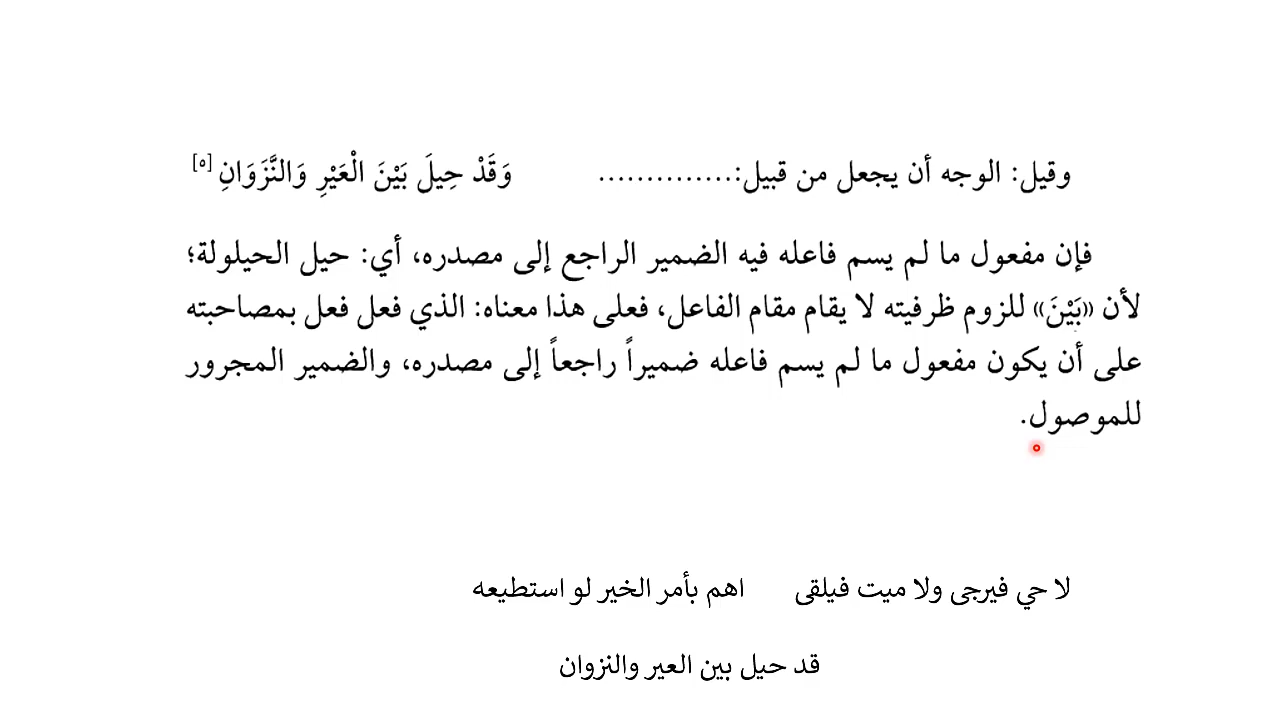 وقيل: الوجه أن يجعل من قبيل:.............. وَقَدْ حِيلَ بَيْنَ الْعَيْرِ وَالنَّزَوَانِ [٥]
فإن مفعول ما لم يسم فاعله فيه الضمير الراجع إلى مصدره، أي: حيل الحيلولة؛
لأن «بَيْنَ» للزوم ظرفيته لا يقام مقام الفاعل، فعلى هذا معناه: الذي فعل فعل بمصاحبته
على أن يكون مفعول ما لم يسم فاعله ضميراً راجعاً إلى مصدره، والضمير المجرور
للموصول.
لا حي فيرجى ولا ميت فيلقى اهم بأمر الخير لو استطيعه
قد حيل بين العير والنزوان